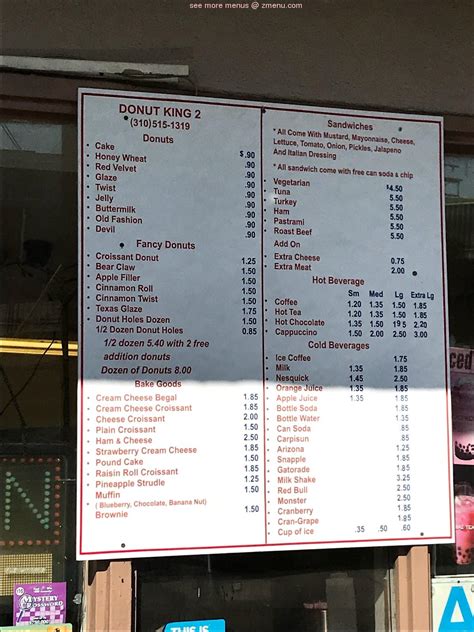 see more menus @ zmenu.com
DONUT KING 2
(310)515-1319
Donuts
Cake
Honey Wheat $ .90
Red Velvet .90
Glaze .90
Twist .90
Jelly .90
Buttermilk .90
Old Fashion .90
Devil .90
Fancy Donuts
Croissant Donut 1.25
Bear Claw 1.50
Apple Filler 1.50
Cinnamon Roll 1.50
Cinnamon Twist 1.50
Texas Glaze 1.75
Donut Holes Dozen 1.50
1/2 Dozen Donut Holes 0.85
1/2 dozen 5.40 with 2 free
addition donuts
Dozen of Donuts 8.00
Bake Goods
Cream Cheese Begal 1.85
Cream Cheese Croissant 1.85
Cheese Croissant 2.00
Plain Croissant 1.50
Ham & Cheese 2.50
Strawberry Cream Cheese 1.85
Pound Cake 1.50
Raisin Roll Croissant 1.85
Pineapple Strudle 1.25
Muffin 1.50
( Blueberry, Chocolate, Banana Nut)
Brownie 1.50
Sandwiches
* All Come With Mustard, Mayonnaise, Cheese,
Lettuce, Tomato, Onion, Pickles, Jalapeno
And Italian Dressing
* All sandwich come with free can soda & chip
Vegetarian $4.50
Tuna 5.50
Turkey 5.50
Ham 5.50
Pastrami 5.50
Roast Beef 5.50
Add On
Extra Cheese 0.75
Extra Meat 2.00
Hot Beverage
Sm Med Lg Extra Lg
Coffee 1.20 1.35 1.50 1.85
Hot Tea 1.20 1.35 1.50 1.85
Hot Chocolate 1.35 1.50 195 2.20
Cappuccino 1.50 2.00 2.50 3.00
Cold Beverages
Ice Coffee 1.75
Milk 1.35 1.85
Nesquick 1.45 2.50
Orange Juice 1.35 1.85
Apple Juice 1.35 1.85
Bottle Soda 1.85
Bottle Water 1.35
Can Soda .85
Carpisun .85
Arizona 1.25
Snapple 1.85
Gatorade 1.85
Milk Shake 3.25
Red Bull 2.50
Monster 2.50
Cranberry 1.85
Cran-Grape 1.85
Cup of ice .35 .50 .60
N
MYSTERY
CROSSWORD
THIS IS
A